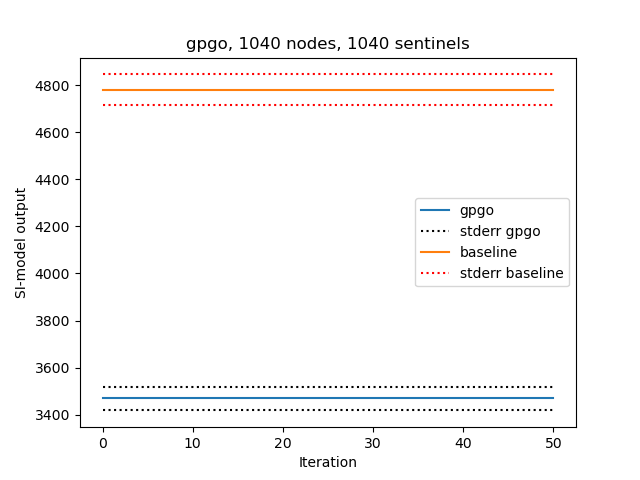 gpgo, 1040 nodes, 1040 sentinels
4800
4600
4400
4200
4000
3800
3600
3400
SI-model output
gpgo
stderr gpgo
baseline
stderr baseline
0 10 20 30 40 50
Iteration